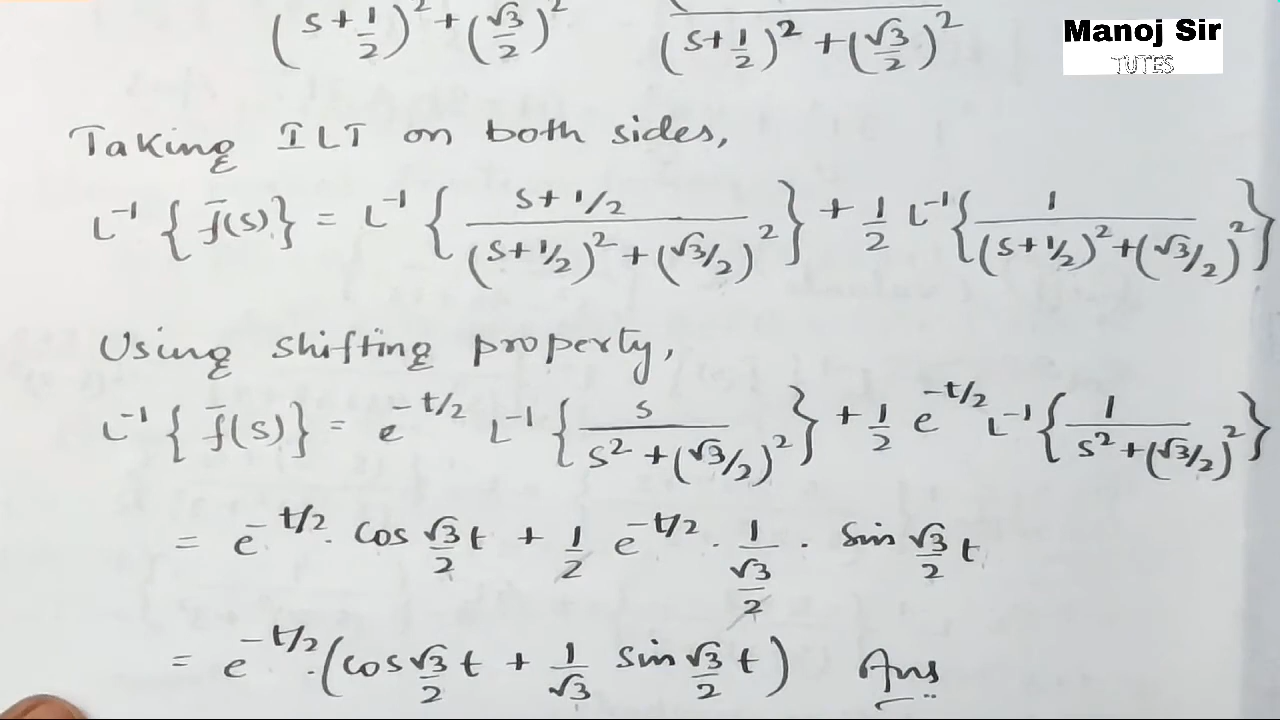 (s+1/2)² + (√3/2)²   (s+1/2)² + (√3/2)²
Manoj Sir
TUTES
Taking ILT on both sides,
L⁻¹{f̄(s)} = L⁻¹{(s+1/2)/((s+1/2)²+(√3/2)²)} + 1/2 L⁻¹{1/((s+1/2)²+(√3/2)²)}
Using shifting property,
L⁻¹{f̄(s)} = e^(-t/2) L⁻¹{s/(s²+(√3/2)²)} + 1/2 e^(-t/2) L⁻¹{1/(s²+(√3/2)²)}
= e^(-t/2) . cos √3/2 t + 1/2 e^(-t/2) . 1/(√3/2) . sin √3/2 t
= e^(-t/2) . (cos √3/2 t + 1/√3 sin √3/2 t) Ans